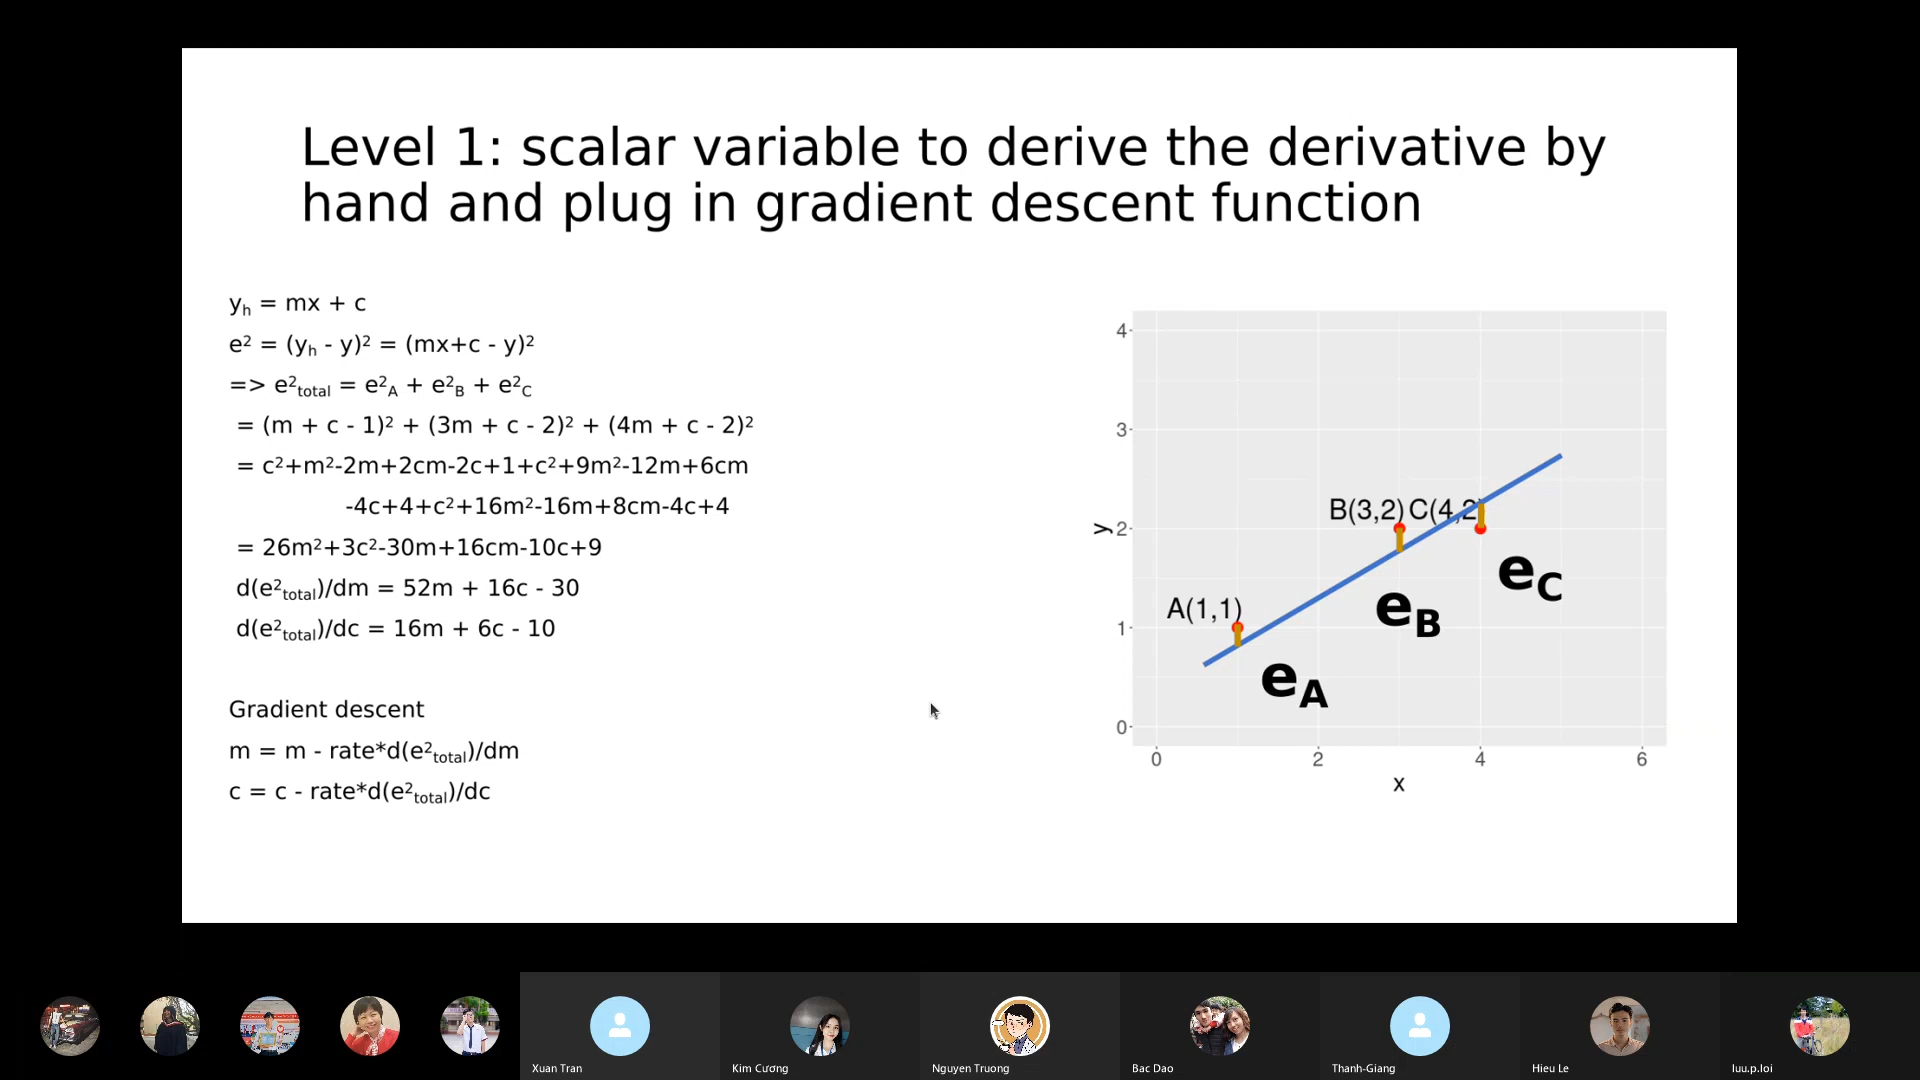 Level 1: scalar variable to derive the derivative by
hand and plug in gradient descent function
yₕ = mx + c
e² = (yₕ - y)² = (mx+c - y)²
=> e²total = e²A + e²B + e²C
= (m + c - 1)² + (3m + c - 2)² + (4m + c - 2)²
= c²+m²-2m+2cm-2c+1+c²+9m²-12m+6cm
-4c+4+c²+16m²-16m+8cm-4c+4
= 26m²+3c²-30m+16cm-10c+9
d(e²total)/dm = 52m + 16c - 30
d(e²total)/dc = 16m + 6c - 10
Gradient descent
m = m - rate*d(e²total)/dm
c = c - rate*d(e²total)/dc
4
3
2
1
0
y
B(3,2) C(4,2)
A(1,1)
eC
eB
eA
0 2 4 6
x
Xuan Tran
Kim Cương
Nguyen Truong
Bac Dao
Thanh-Giang
Hieu Le
luu.p.loi